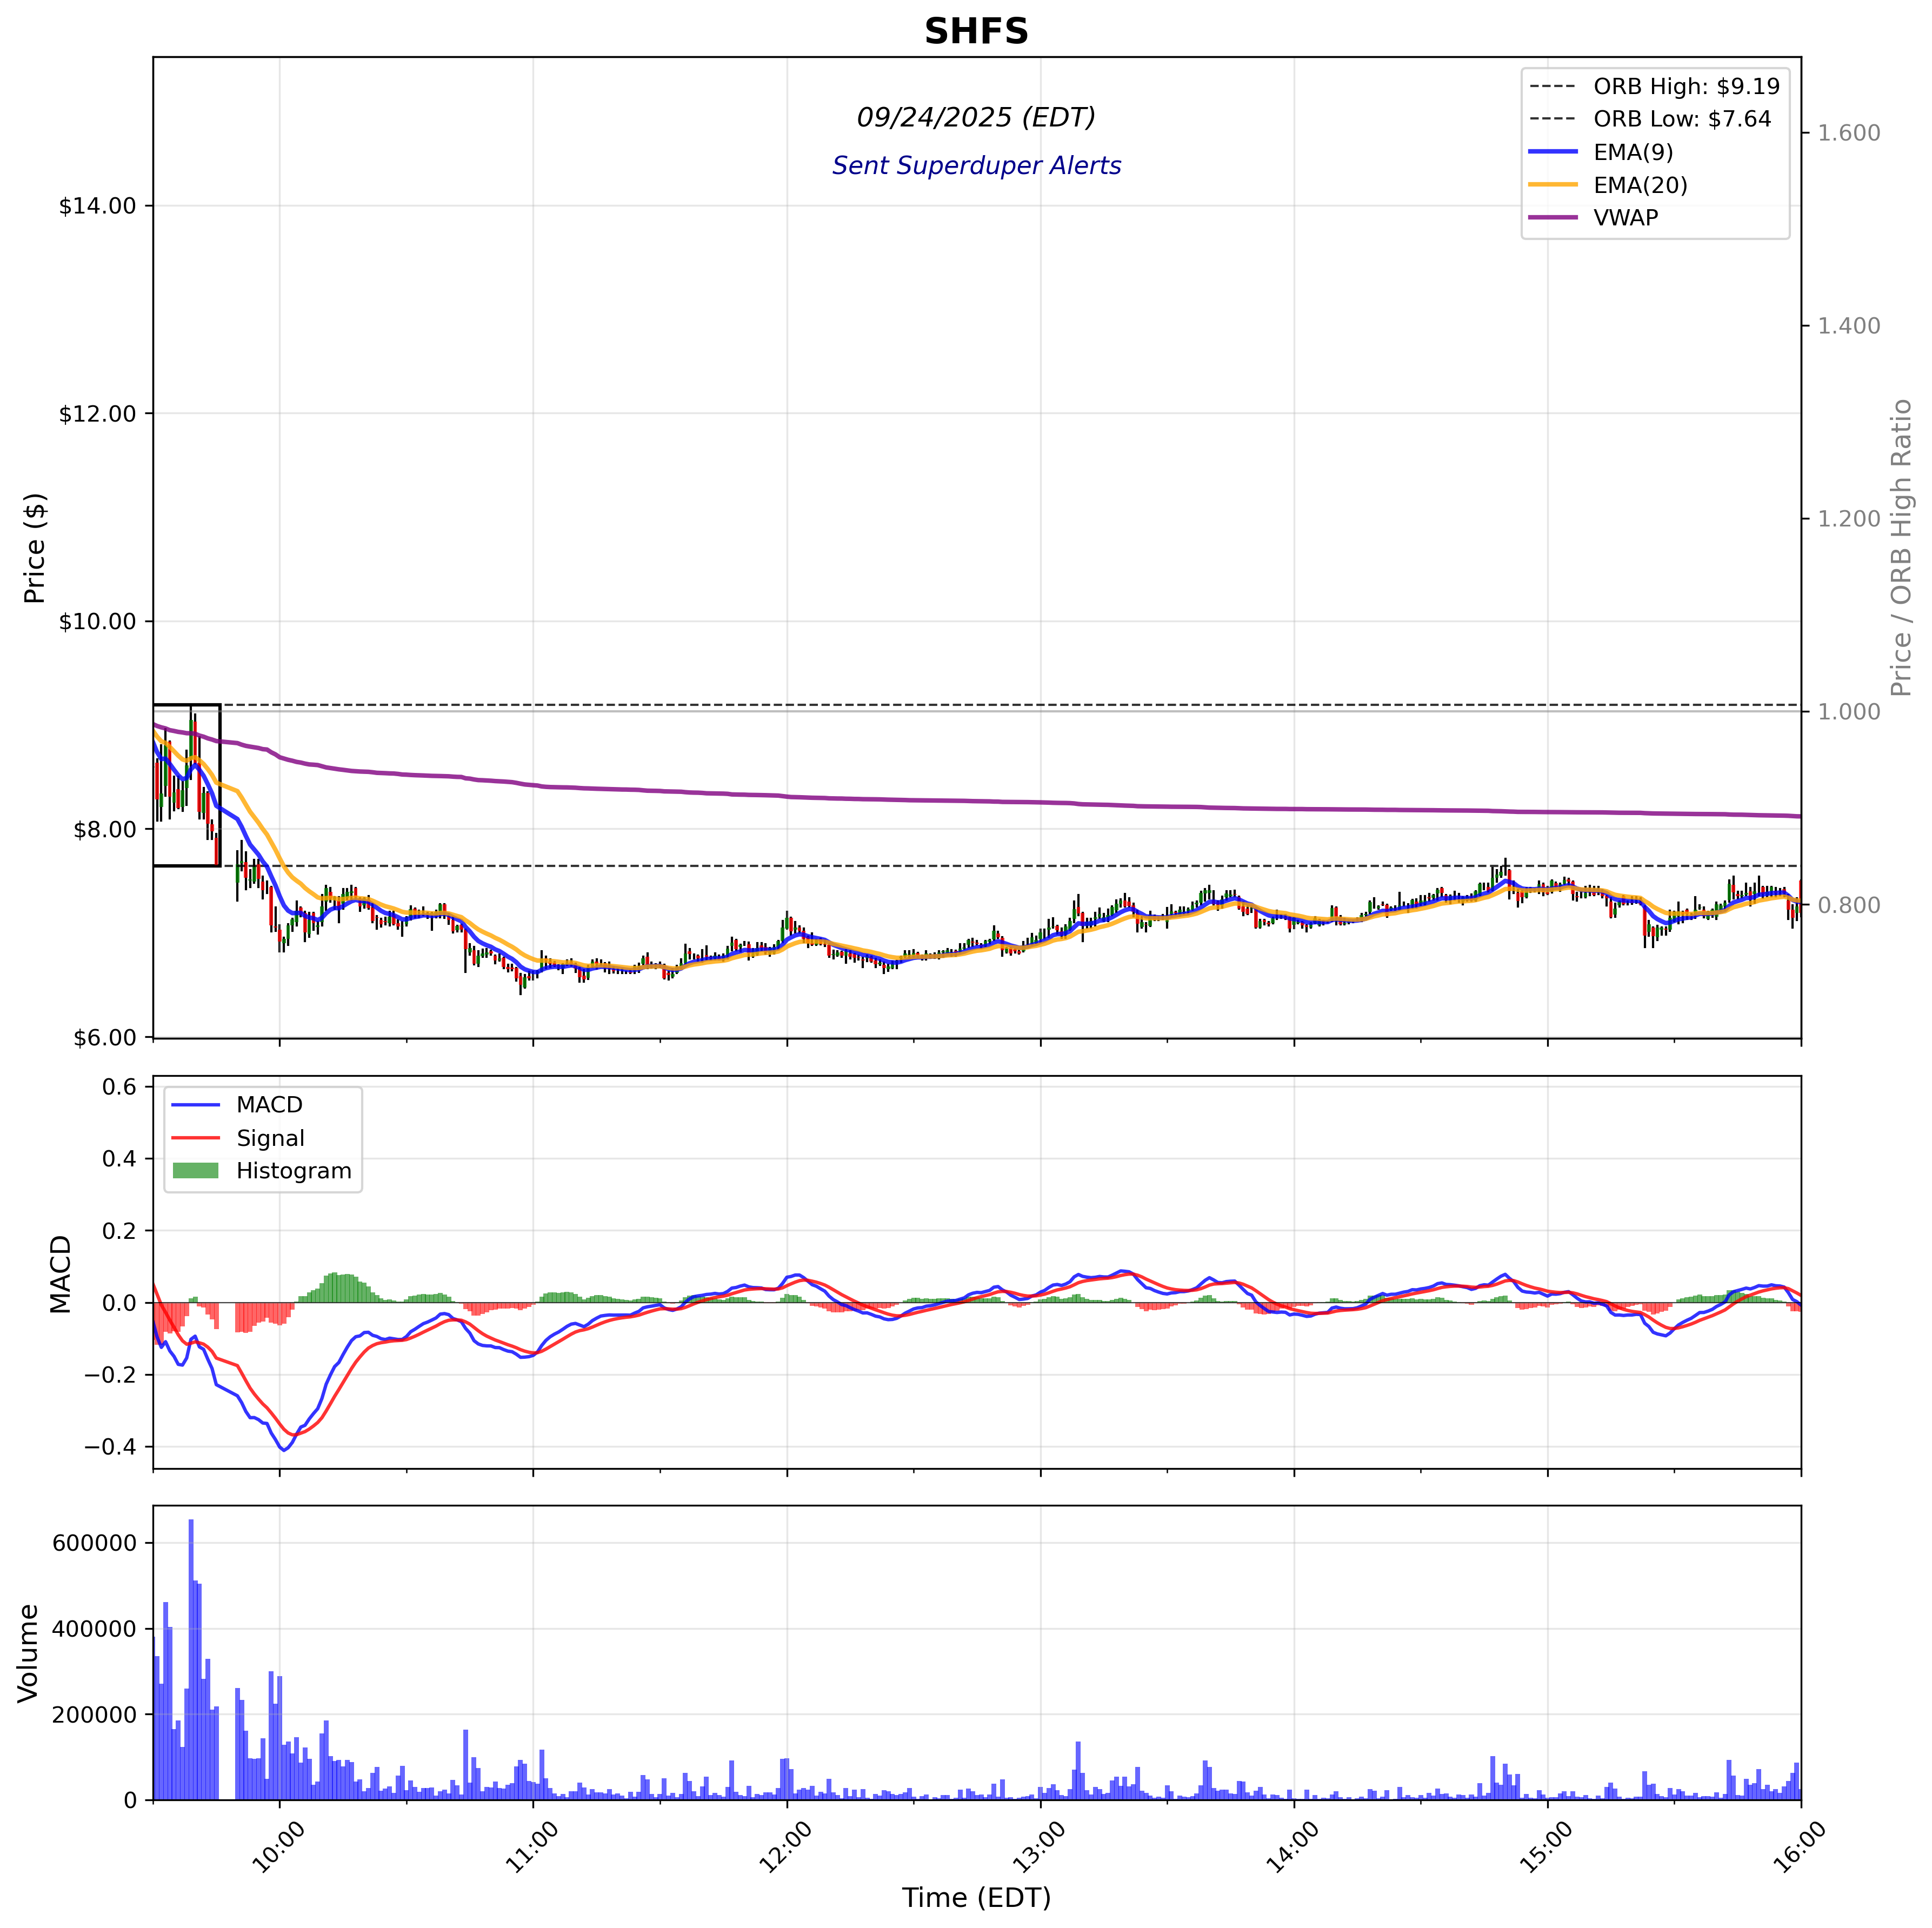 SHFS
09/24/2025 (EDT)
Sent Superduper Alerts
ORB High: $9.19
ORB Low: $7.64
EMA(9)
EMA(20)
VWAP
Price ($)
$14.00
$12.00
$10.00
$8.00
$6.00
1.600
1.400
1.200
1.000
0.800
Price / ORB High Ratio
MACD
Signal
Histogram
MACD
0.6
0.4
0.2
0.0
−0.2
−0.4
Volume
600000
400000
200000
0
10:00
11:00
12:00
13:00
14:00
15:00
16:00
Time (EDT)